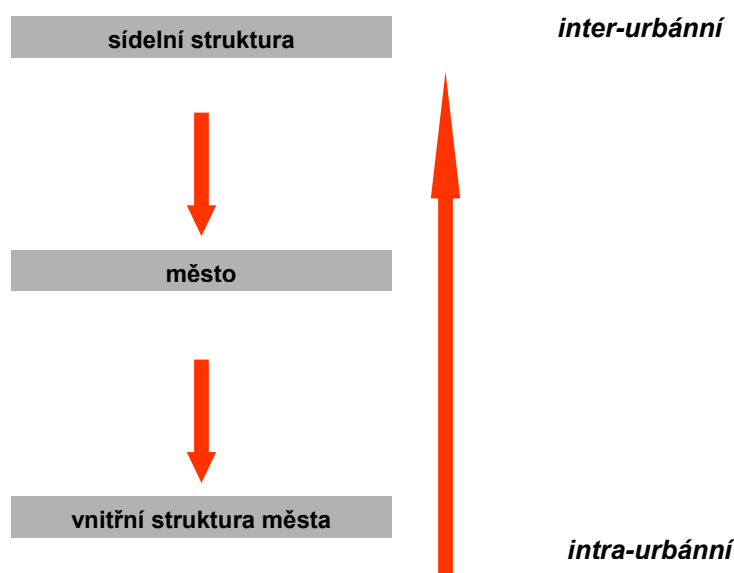 inter-urbánní
sídelní struktura
město
vnitřní struktura města
intra-urbánní